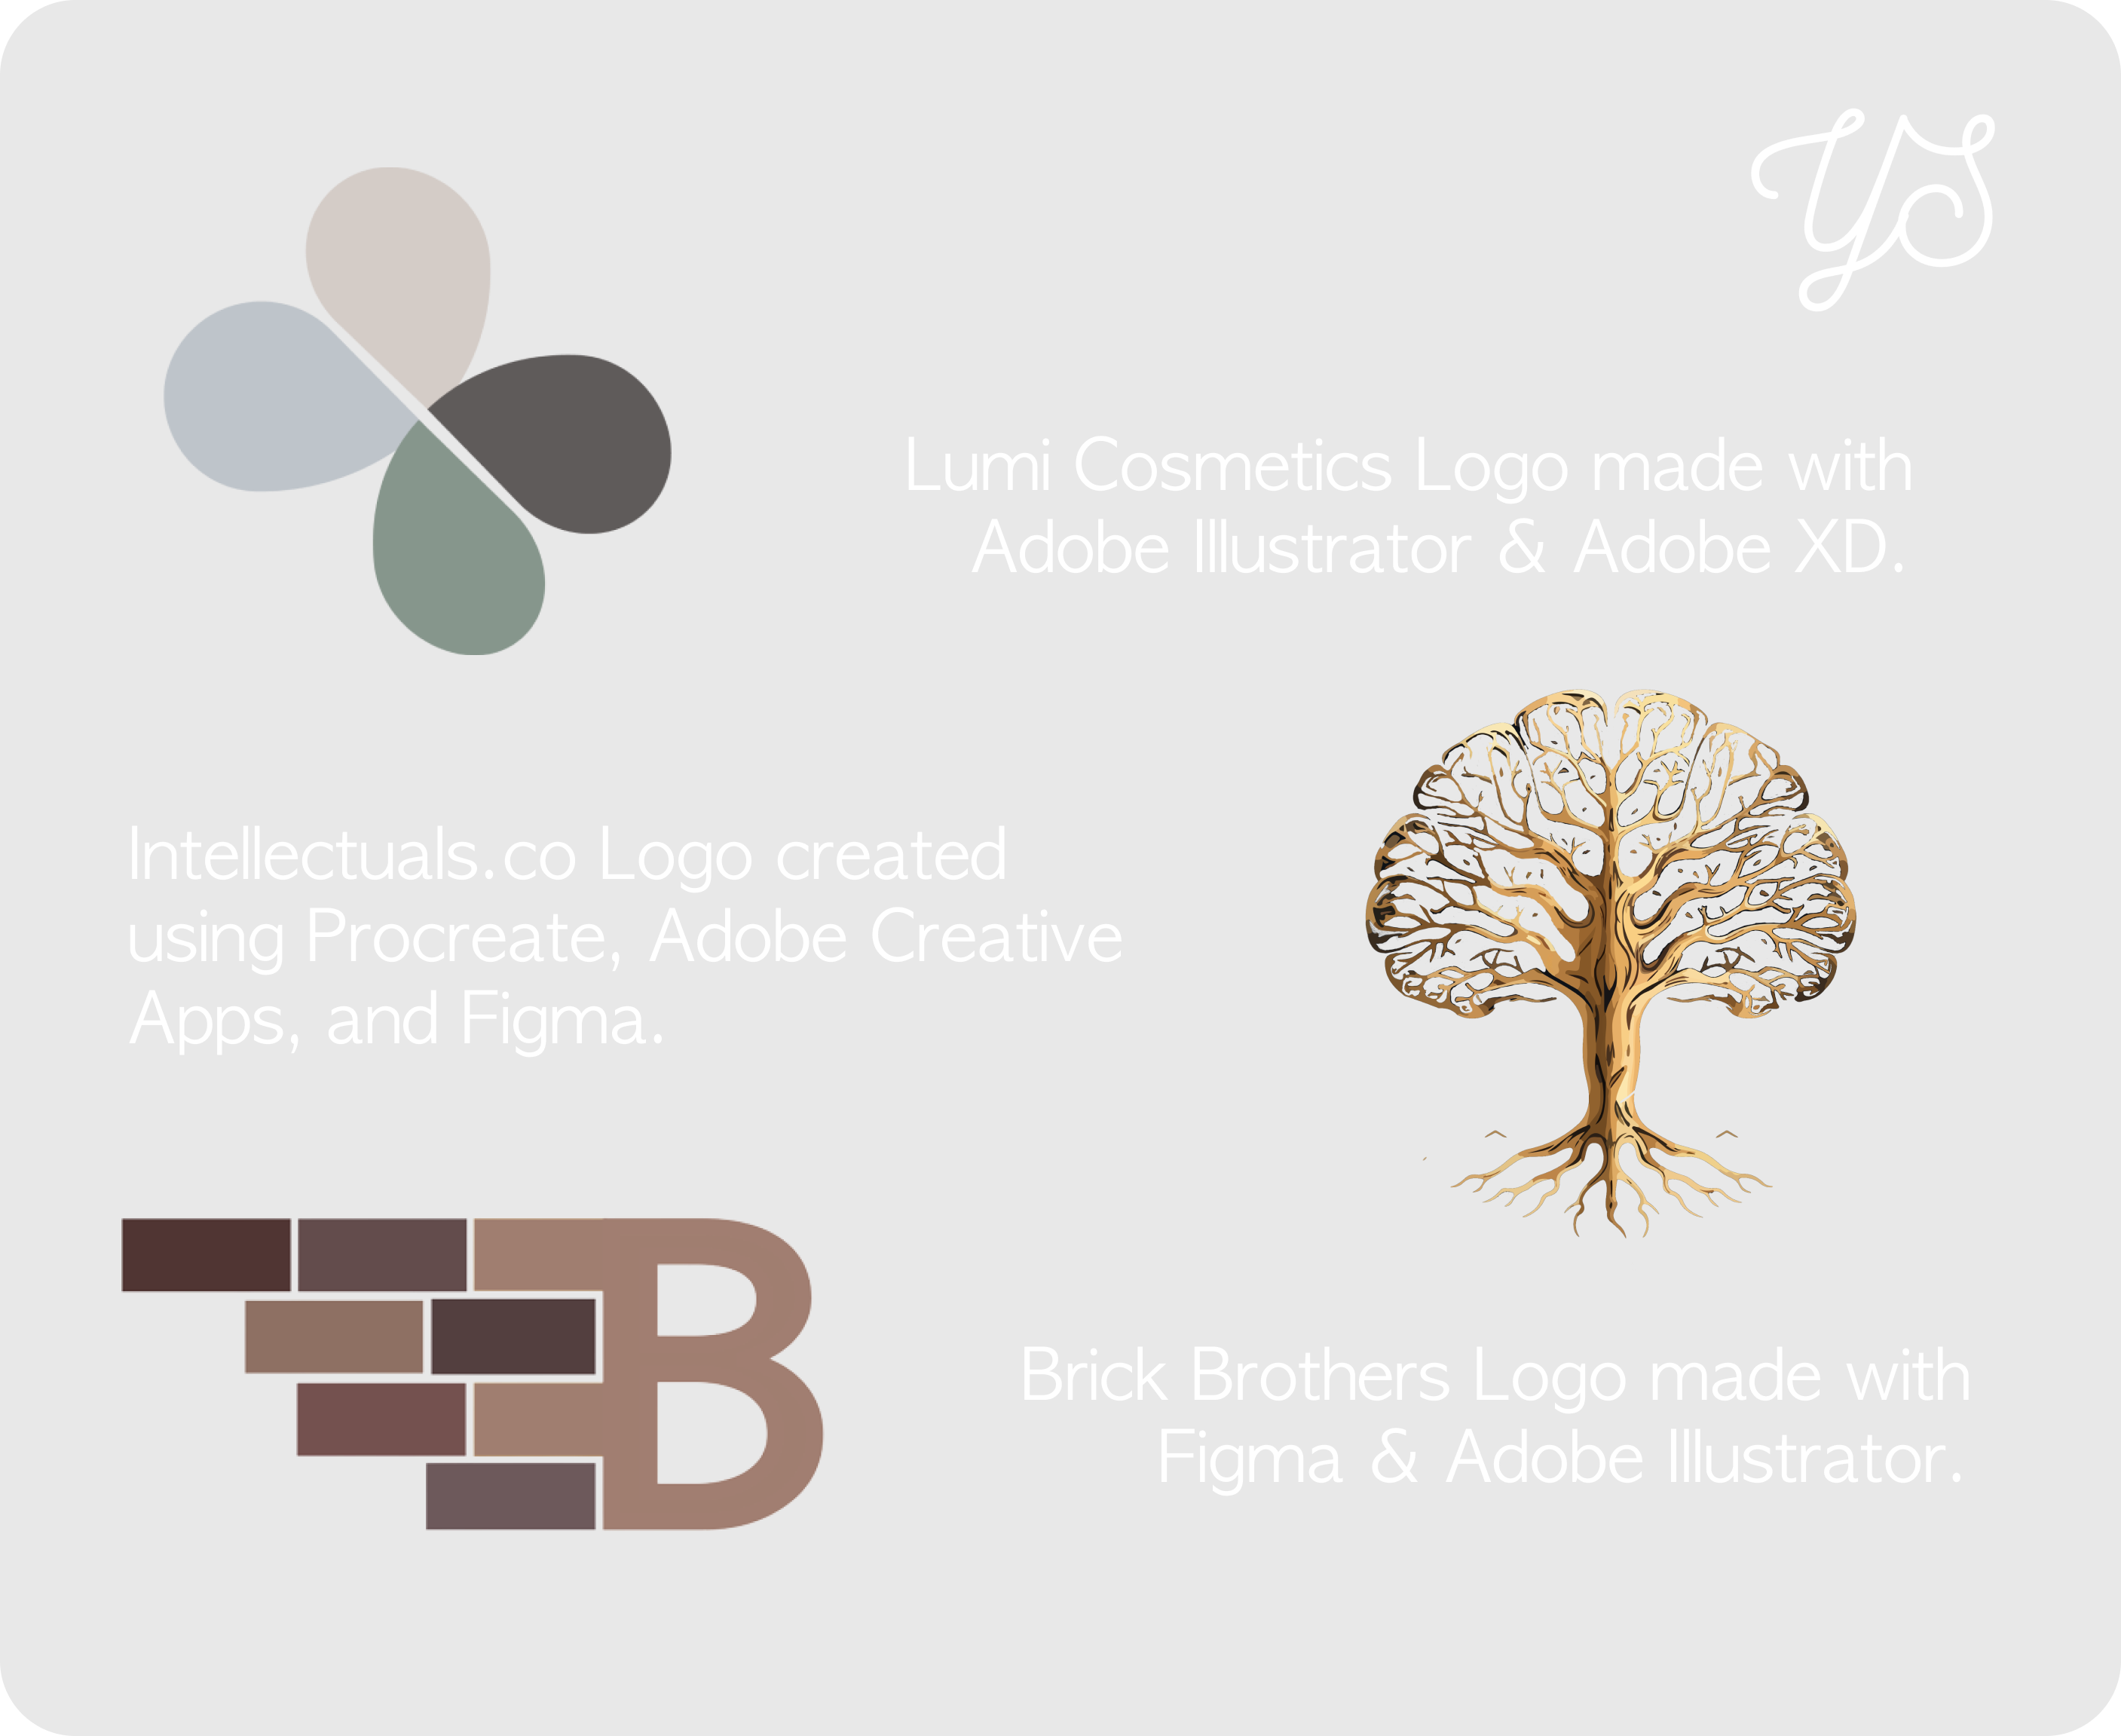 YS
Lumi Cosmetics Logo made with
Adobe Illustrator & Adobe XD.
Intellectuals.co Logo created
using Procreate, Adobe Creative
Apps, and Figma.
B
Brick Brothers Logo made with
Figma & Adobe Illustrator.